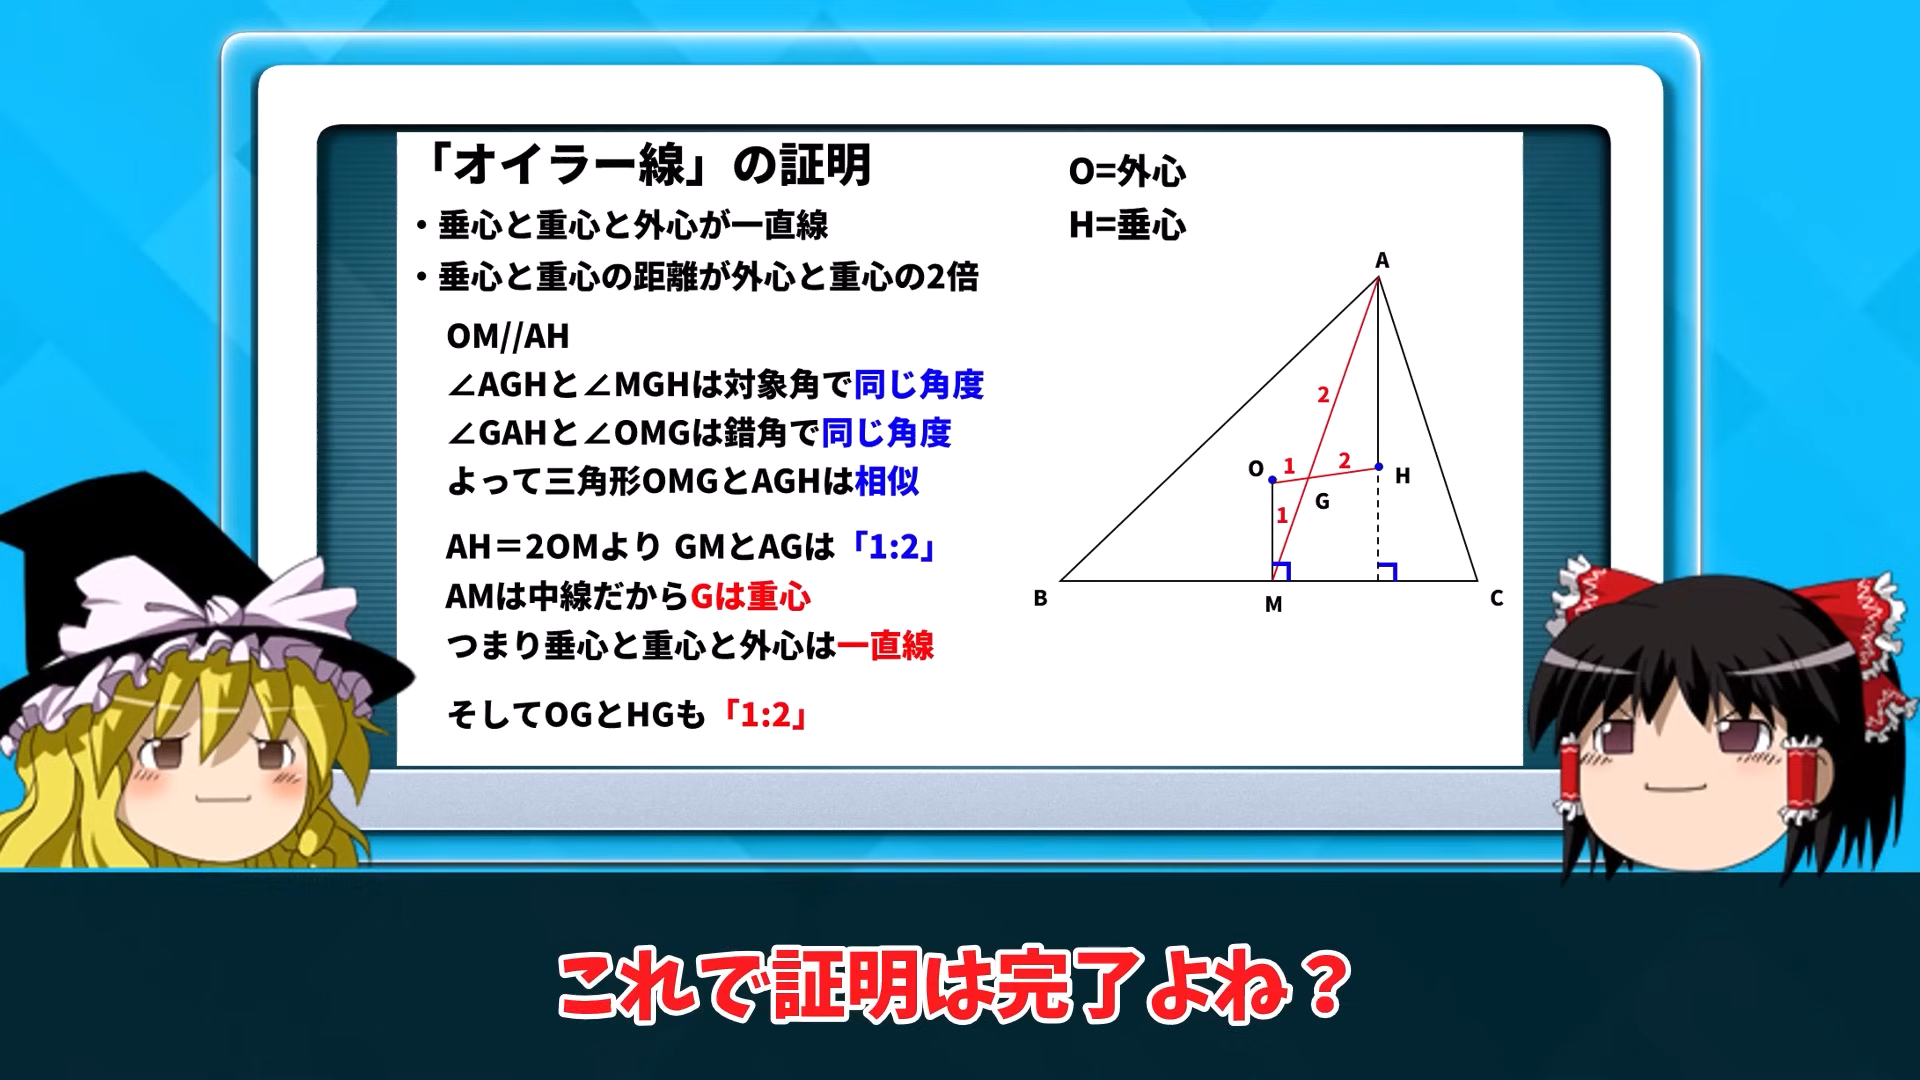 「オイラー線」の証明
・垂心と重心と外心が一直線
・垂心と重心の距離が外心と重心の2倍
OM//AH
∠AGHと∠MGHは対象角で同じ角度
∠GAHと∠OMGは錯角で同じ角度
よって三角形OMGとAGHは相似
AH＝2OMより GMとAGは「1:2」
AMは中線だからGは重心
つまり垂心と重心と外心は一直線
そしてOGとHGも「1:2」
O=外心
H=垂心
A
2
O 1 2 H
G
1
B M C
これで証明は完了よね？